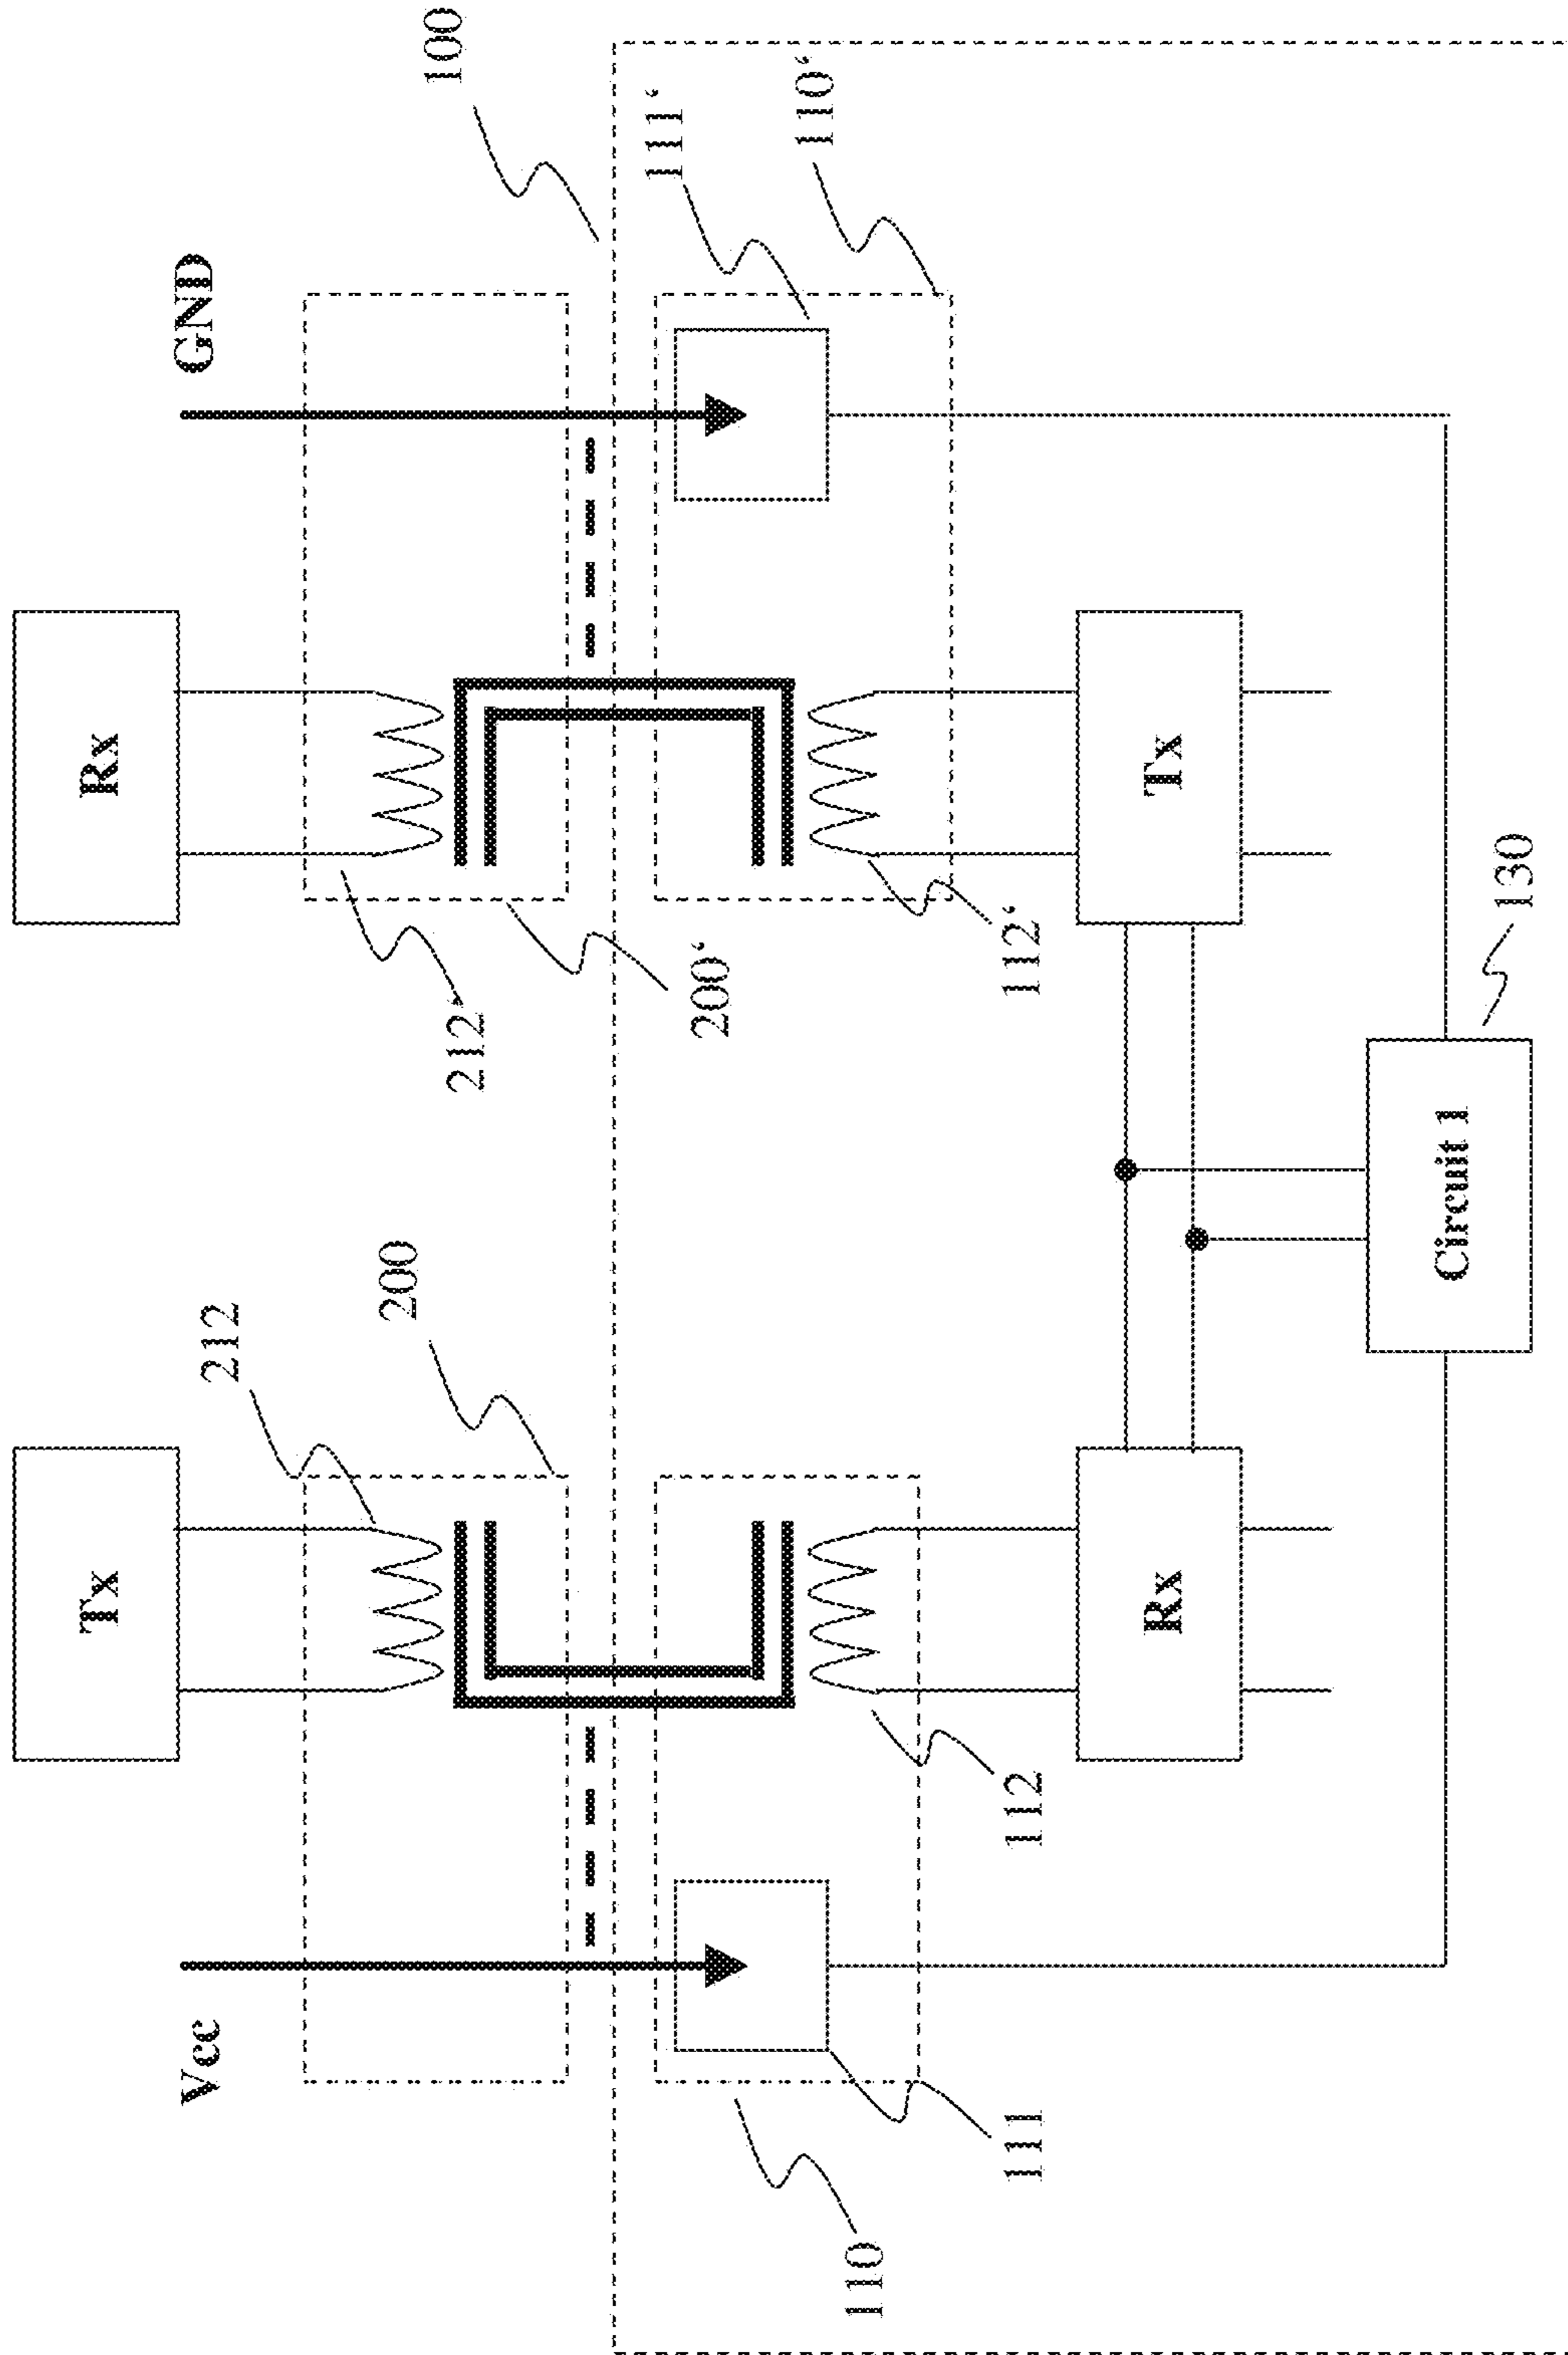 Tx
Rx
Vcc
212
GND
200
100
212‘
111‘
200‘
110‘
110
111
112
112‘
Rx
Tx
Circuit 1
130